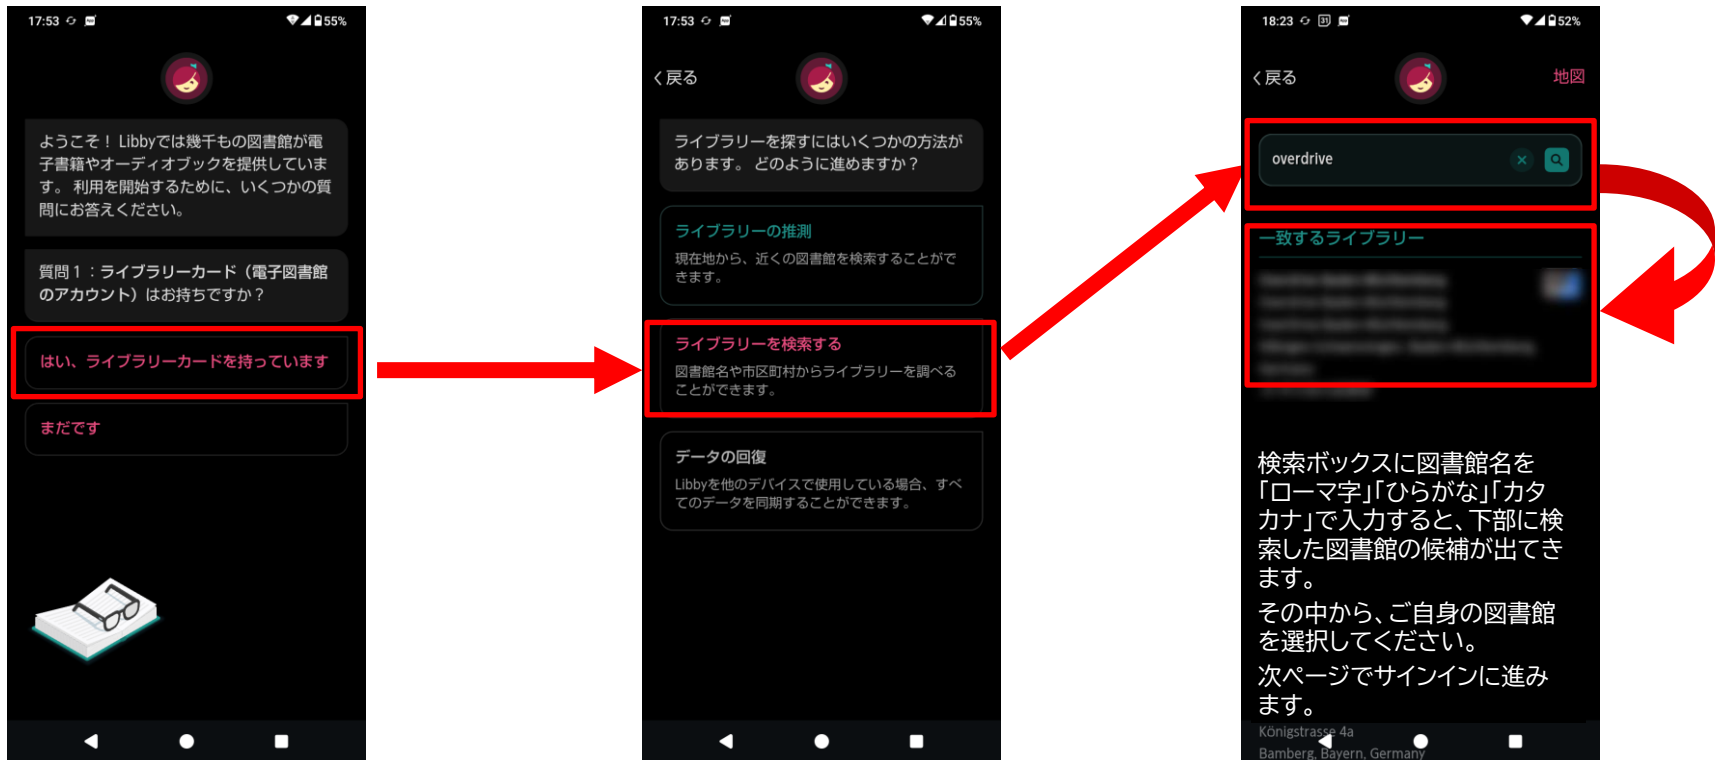 17:53
55%
ようこそ！ Libbyでは幾千もの図書館が電
子書籍やオーディオブックを提供していま
す。 利用を開始するために、いくつかの質
問にお答えください。
質問1：ライブラリーカード（電子図書館
のアカウント）はお持ちですか？
はい、ライブラリーカードを持っています
まだです
17:53
55%
戻る
ライブラリーを探すにはいくつかの方法が
あります。 どのように進めますか？
ライブラリーの推測
現在地から、近くの図書館を検索することがで
きます。
ライブラリーを検索する
図書館名や市区町村からライブラリーを調べる
ことができます。
データの回復
Libbyを他のデバイスで使用している場合、すべ
てのデータを同期することができます。
18:23
31
52%
戻る
地図
overdrive
一致するライブラリー
検索ボックスに図書館名を
「ローマ字」「ひらがな」「カタ
カナ」で入力すると、下部に検
索した図書館の候補が出てき
ます。
その中から、ご自身の図書館
を選択してください。
次ページでサインインに進み
ます。
Königstrasse 4a
Bamberg, Bayern, Germany